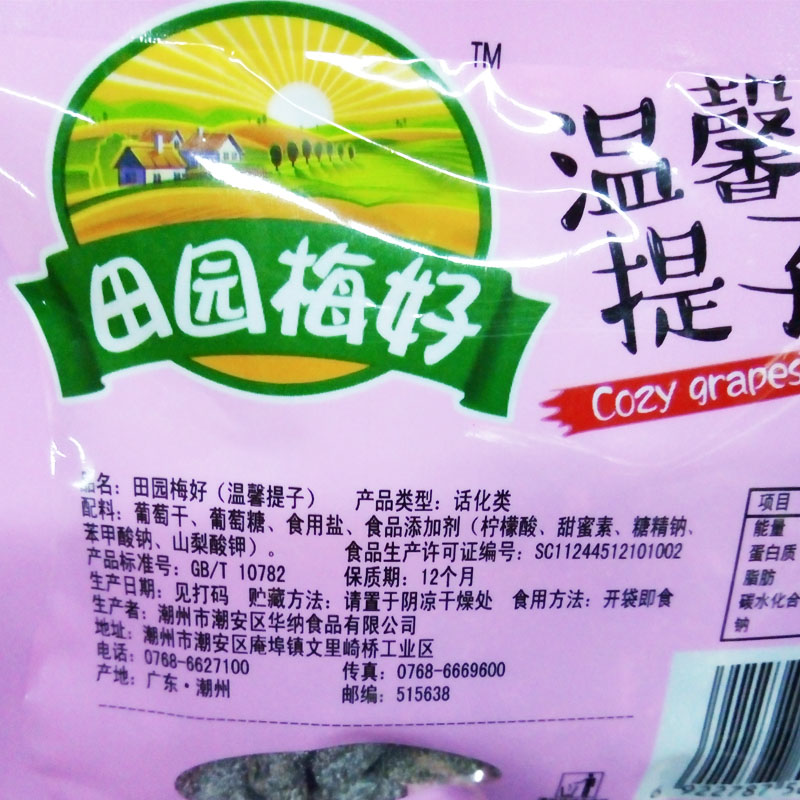 TM
田园梅好
温馨
提子
Cozy grapes
品名：田园梅好（温馨提子） 产品类型：话化类
配料：葡萄干、葡萄糖、食用盐、食品添加剂（柠檬酸、甜蜜素、糖精钠、
苯甲酸钠、山梨酸钾）。 食品生产许可证编号：SC11244512101002
产品标准号：GB/T 10782 保质期：12个月
生产日期：见打码 贮藏方法：请置于阴凉干燥处 食用方法：开袋即食
生产者：潮州市潮安区华纳食品有限公司
地址：潮州市潮安区庵埠镇文里崎桥工业区
电话：0768-6627100 传真：0768-6669600
产地：广东·潮州 邮编：515638
项目
能量
蛋白质
脂肪
碳水化合
钠
6 922787 5